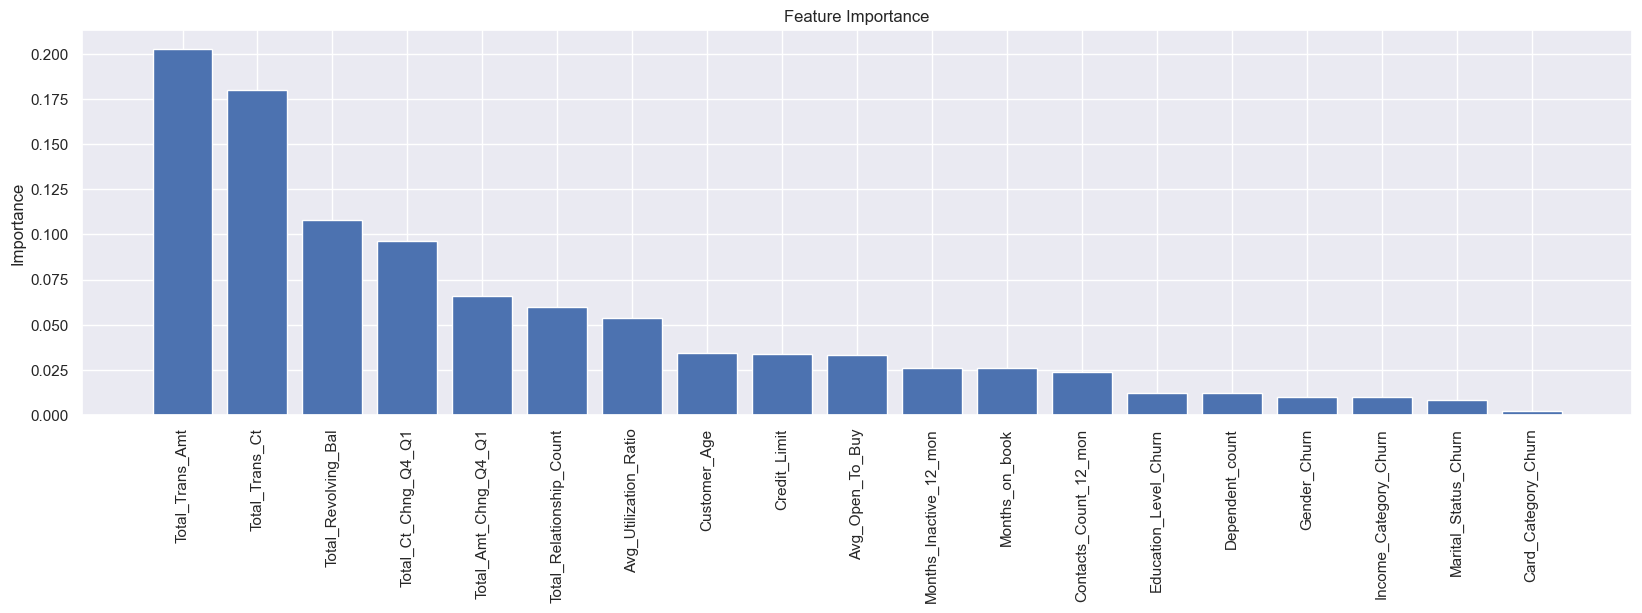 Feature Importance
Importance
0.200
0.175
0.150
0.125
0.100
0.075
0.050
0.025
0.000
Total_Trans_Amt
Total_Trans_Ct
Total_Revolving_Bal
Total_Ct_Chng_Q4_Q1
Total_Amt_Chng_Q4_Q1
Total_Relationship_Count
Avg_Utilization_Ratio
Customer_Age
Credit_Limit
Avg_Open_To_Buy
Months_Inactive_12_mon
Months_on_book
Contacts_Count_12_mon
Education_Level_Churn
Dependent_count
Gender_Churn
Income_Category_Churn
Marital_Status_Churn
Card_Category_Churn